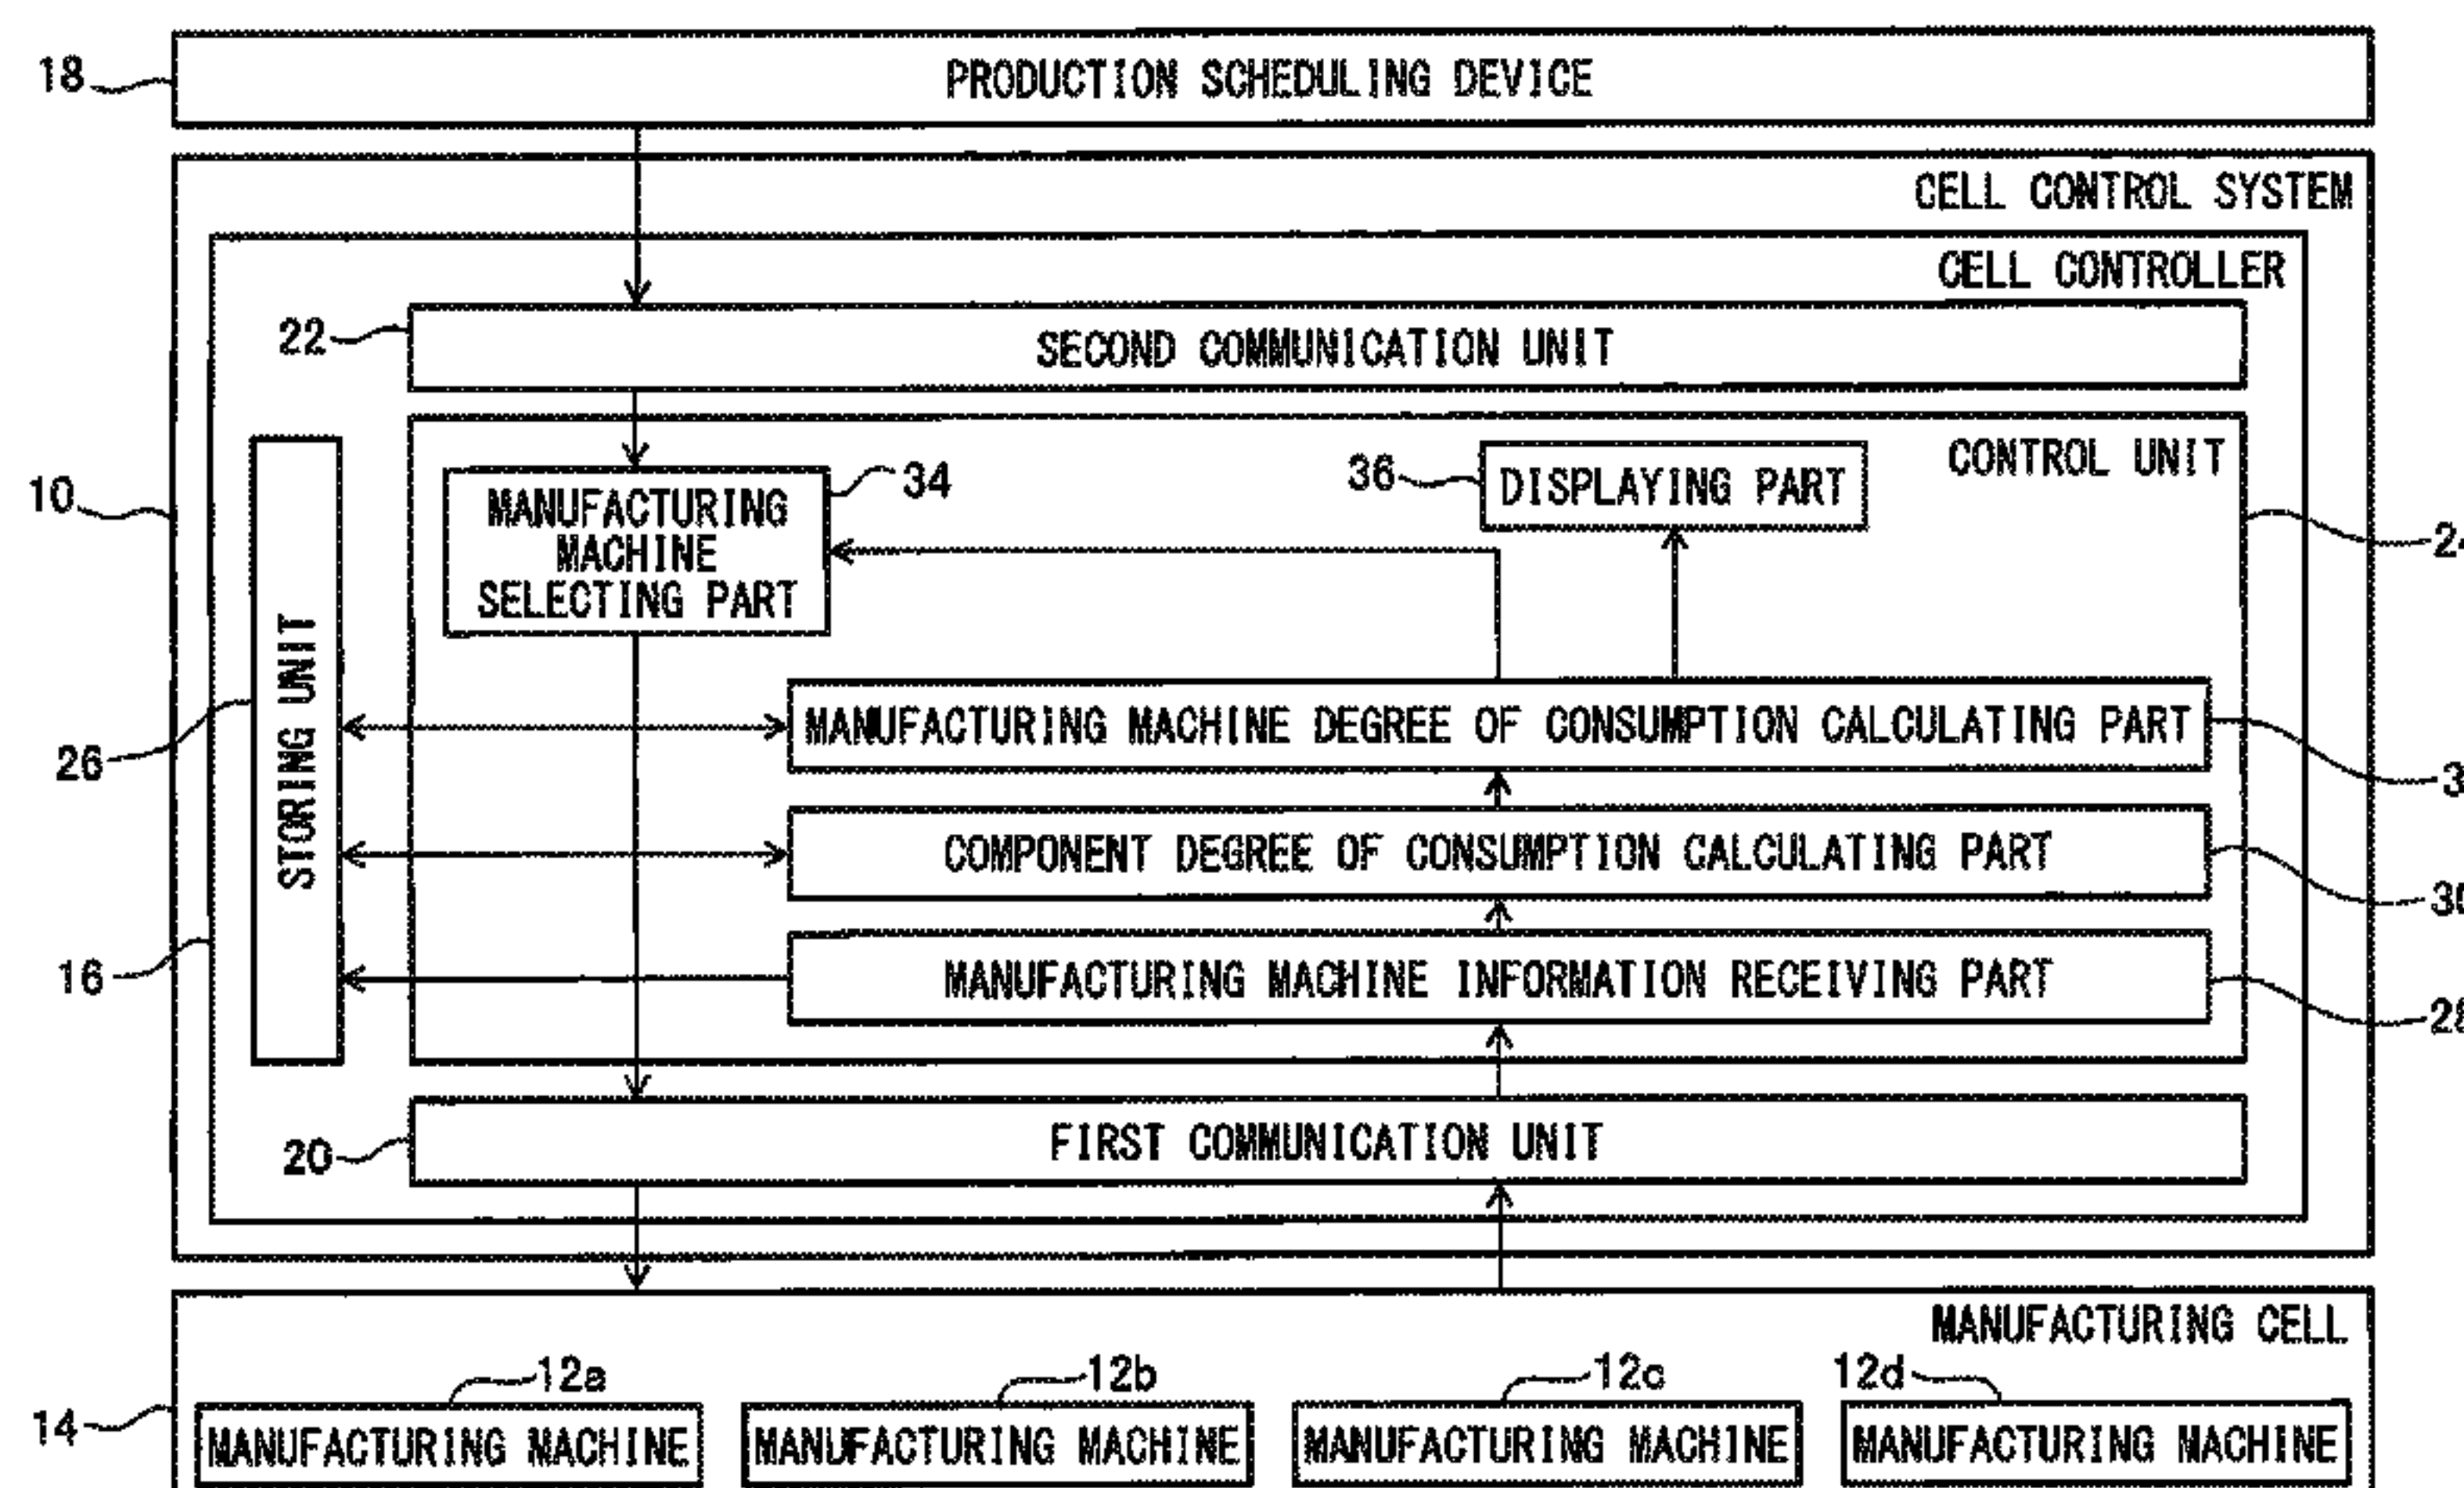 18
PRODUCTION SCHEDULING DEVICE
CELL CONTROL SYSTEM
CELL CONTROLLER
22
SECOND COMMUNICATION UNIT
CONTROL UNIT
10
34
36
DISPLAYING PART
MANUFACTURING
MACHINE
SELECTING PART
STORING UNIT
26
MANUFACTURING MACHINE DEGREE OF CONSUMPTION CALCULATING PART
COMPONENT DEGREE OF CONSUMPTION CALCULATING PART
30
16
MANUFACTURING MACHINE INFORMATION RECEIVING PART
28
20
FIRST COMMUNICATION UNIT
MANUFACTURING CELL
12a
12b
12c
12d
14
MANUFACTURING MACHINE
MANUFACTURING MACHINE
MANUFACTURING MACHINE
MANUFACTURING MACHINE